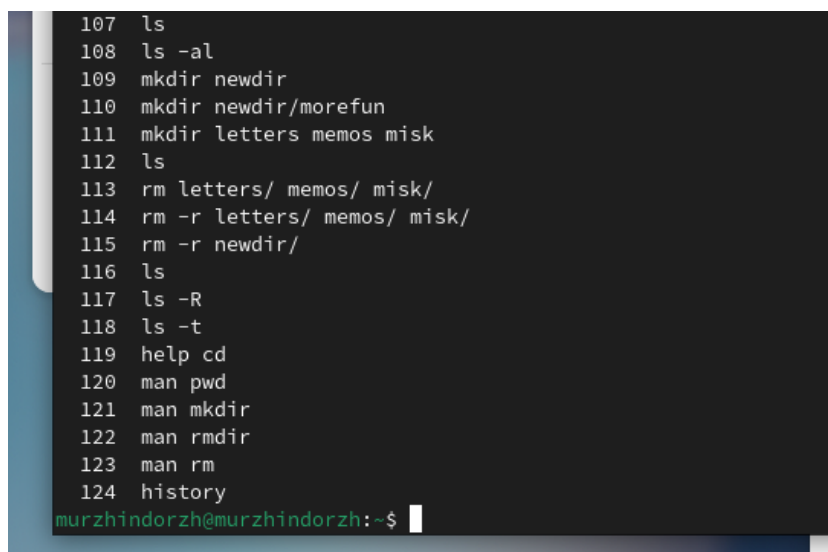 107 ls
108 ls -al
109 mkdir newdir
110 mkdir newdir/morefun
111 mkdir letters memos misk
112 ls
113 rm letters/ memos/ misk/
114 rm -r letters/ memos/ misk/
115 rm -r newdir/
116 ls
117 ls -R
118 ls -t
119 help cd
120 man pwd
121 man mkdir
122 man rmdir
123 man rm
124 history
murzhindorzh@murzhindorzh:~$